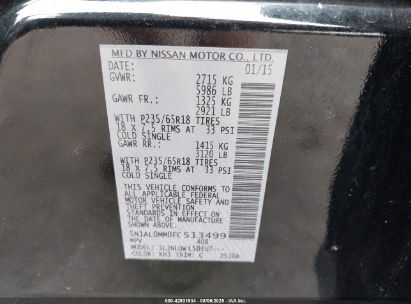 MFD BY NISSAN MOTOR CO., LTD.
DATE: 01/15
GVWR: 2715 KG
5986 LB
GAWR FR.: 1325 KG
2921 LB
WITH P235/65R18 TIRES
18 X 7.5 RIMS AT 33 PSI
COLD SINGLE
GAWR RR.: 1415 KG
3120 LB
WITH P235/65R18 TIRES
18 X 7.5 RIMS AT 33 PSI
COLD SINGLE
THIS VEHICLE CONFORMS TO ALL
APPLICABLE FEDERAL
MOTOR VEHICLE SAFETY AND
THEFT PREVENTION STANDARDS
IN EFFECT ON THE DATE OF
MANUFACTURE SHOWN ABOVE.
5N1AL0MM0FC513499
MPV 408
MODEL: JLJNLQWL5DEU7---
COLOR: KH3 TRIM: G